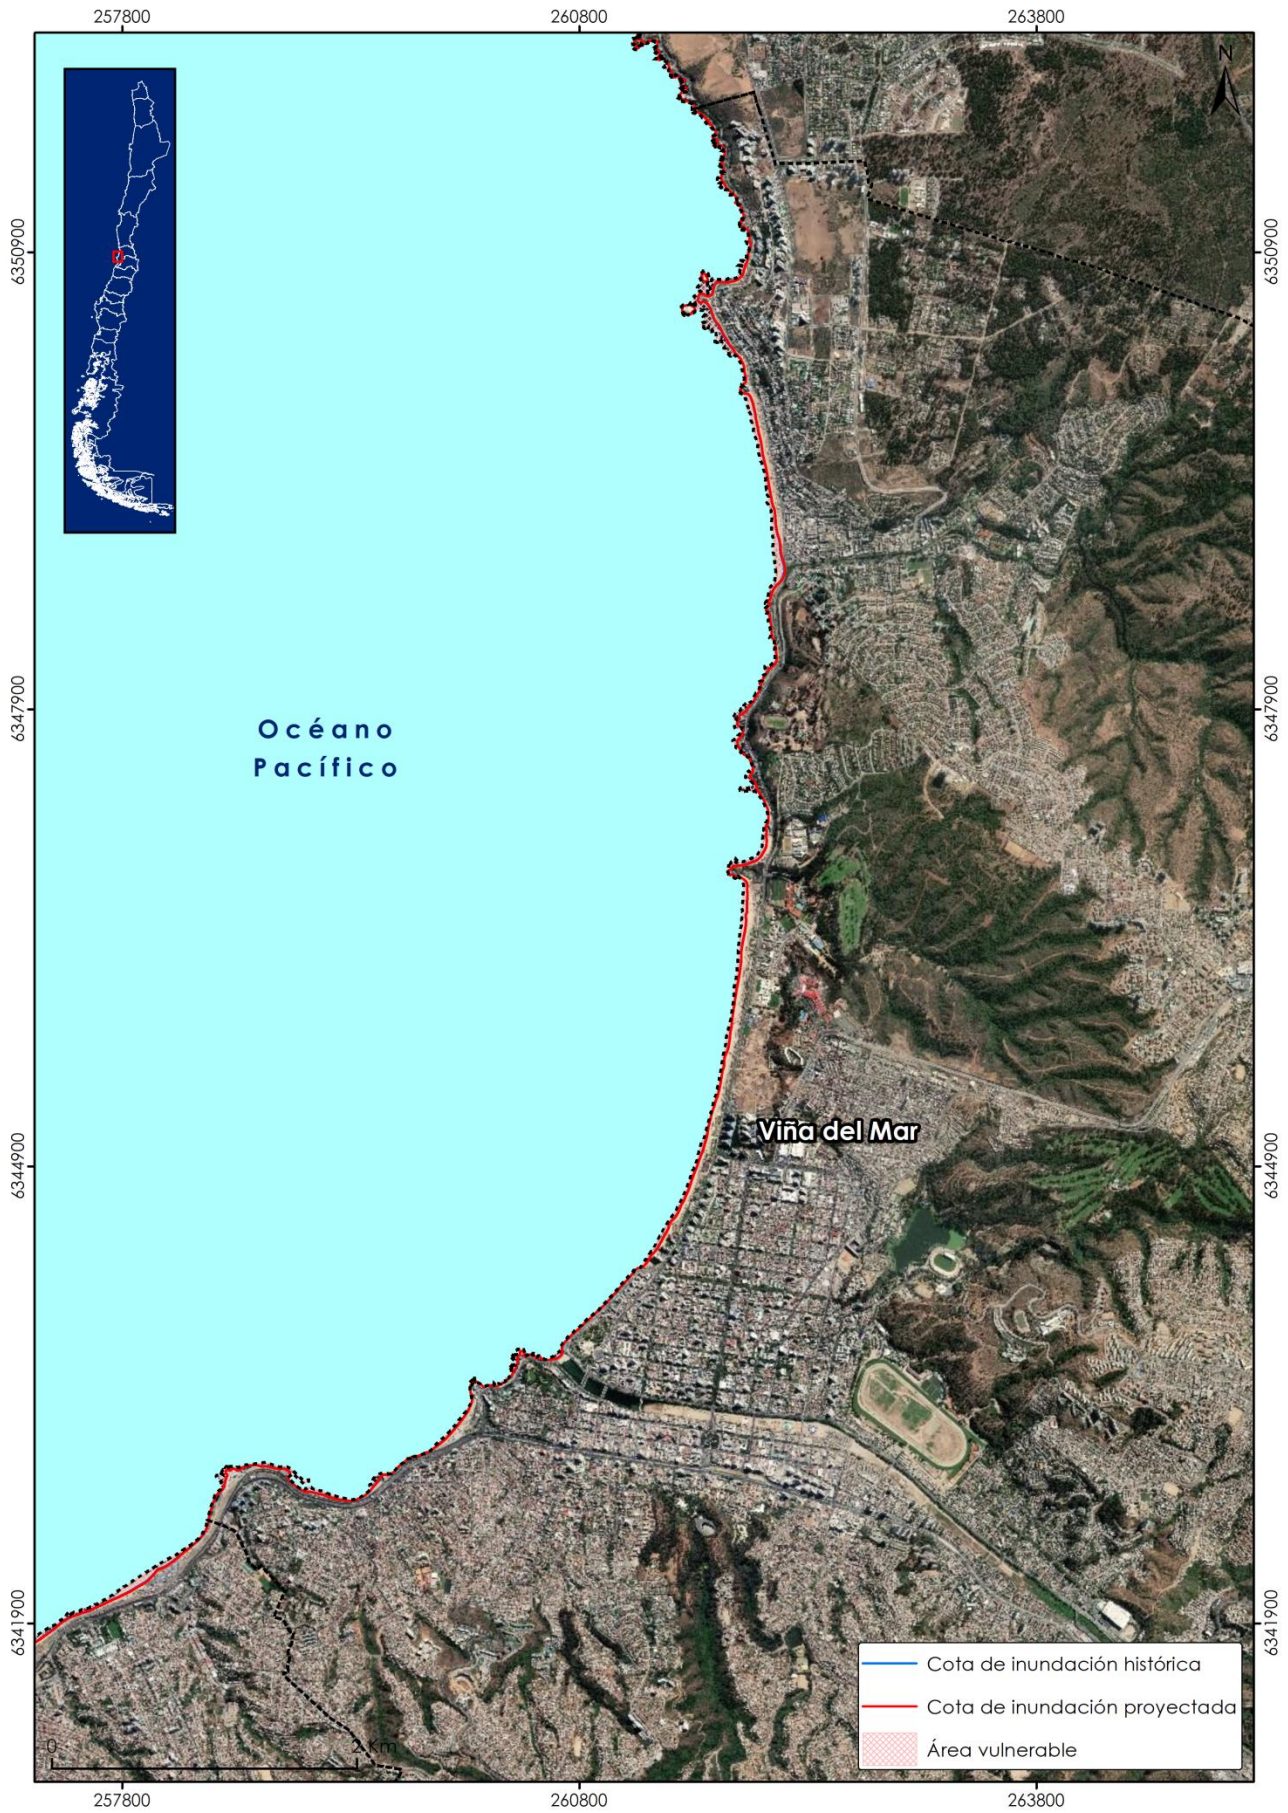 257800
260800
263800
N
6350900
6350900
Océano
Pacífico
6347900
6347900
Viña del Mar
6344900
6344900
6341900
6341900
Cota de inundación histórica
Cota de inundación proyectada
Área vulnerable
0
2 Km
257800
260800
263800